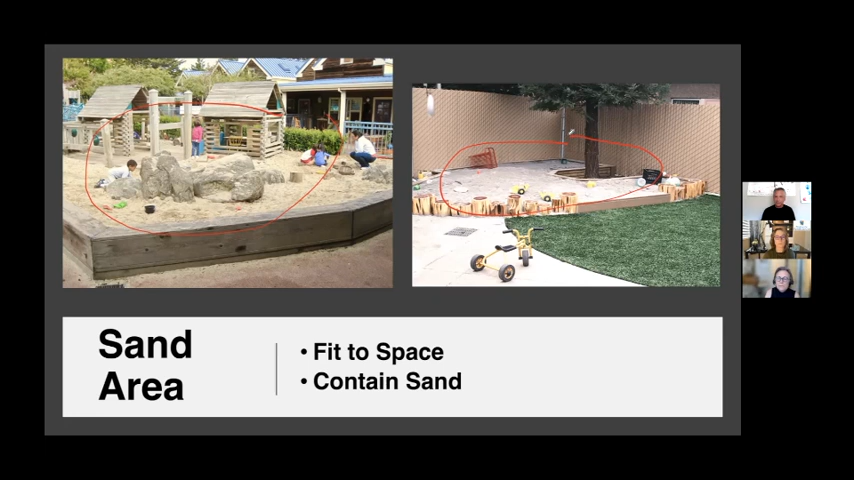 Sand
Area
• Fit to Space
• Contain Sand